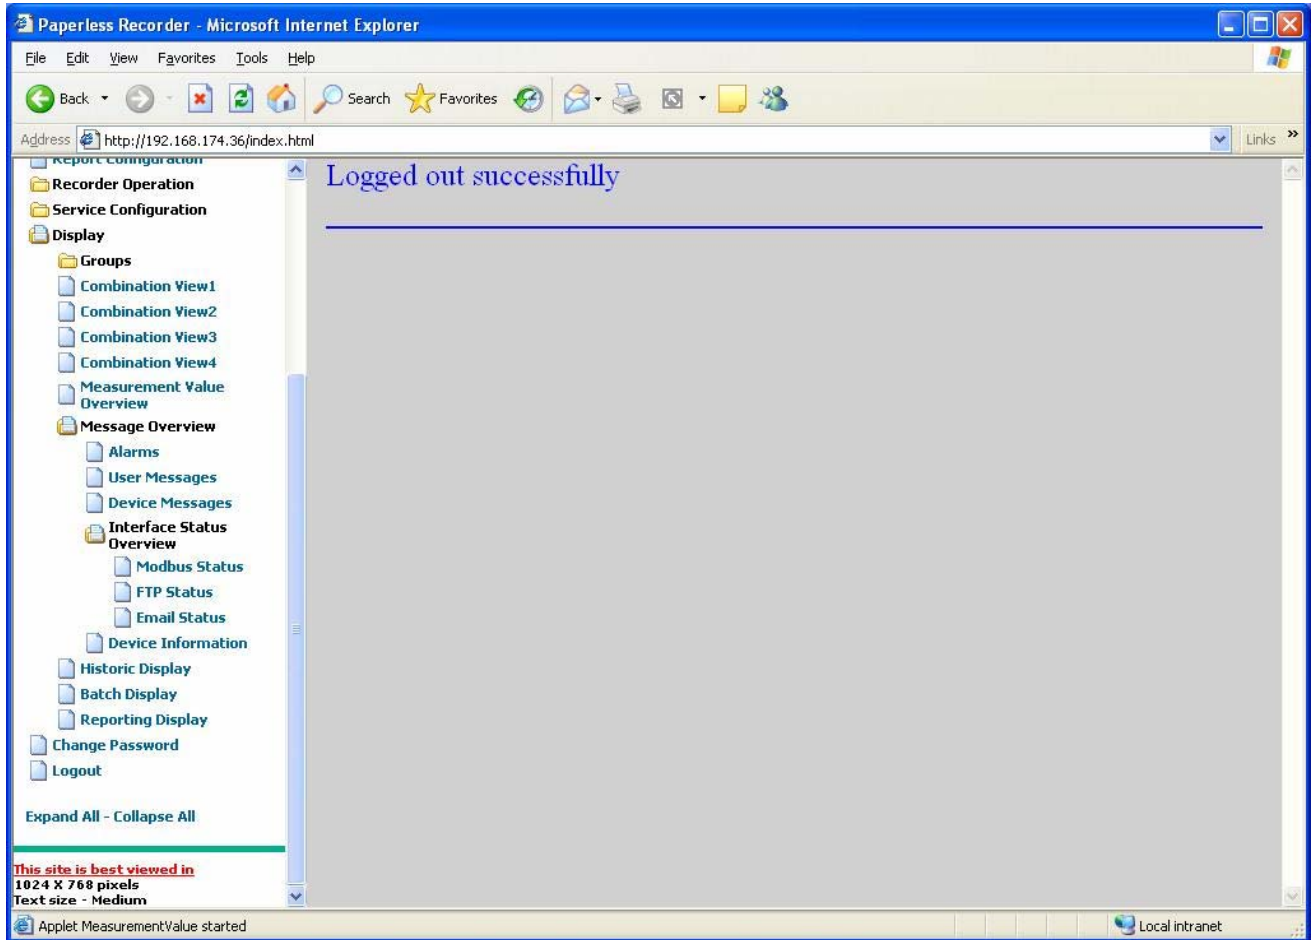 Paperless Recorder - Microsoft Internet Explorer
File Edit View Favorites Tools Help
Back Search Favorites
Address http://192.168.174.36/index.html Links »
Report Configuration
Recorder Operation
Service Configuration
Display
Groups
Combination View1
Combination View2
Combination View3
Combination View4
Measurement Value
Overview
Message Overview
Alarms
User Messages
Device Messages
Interface Status
Overview
Modbus Status
FTP Status
Email Status
Device Information
Historic Display
Batch Display
Reporting Display
Change Password
Logout
Expand All - Collapse All
This site is best viewed in
1024 X 768 pixels
Text size - Medium
Logged out successfully
Applet MeasurementValue started Local intranet